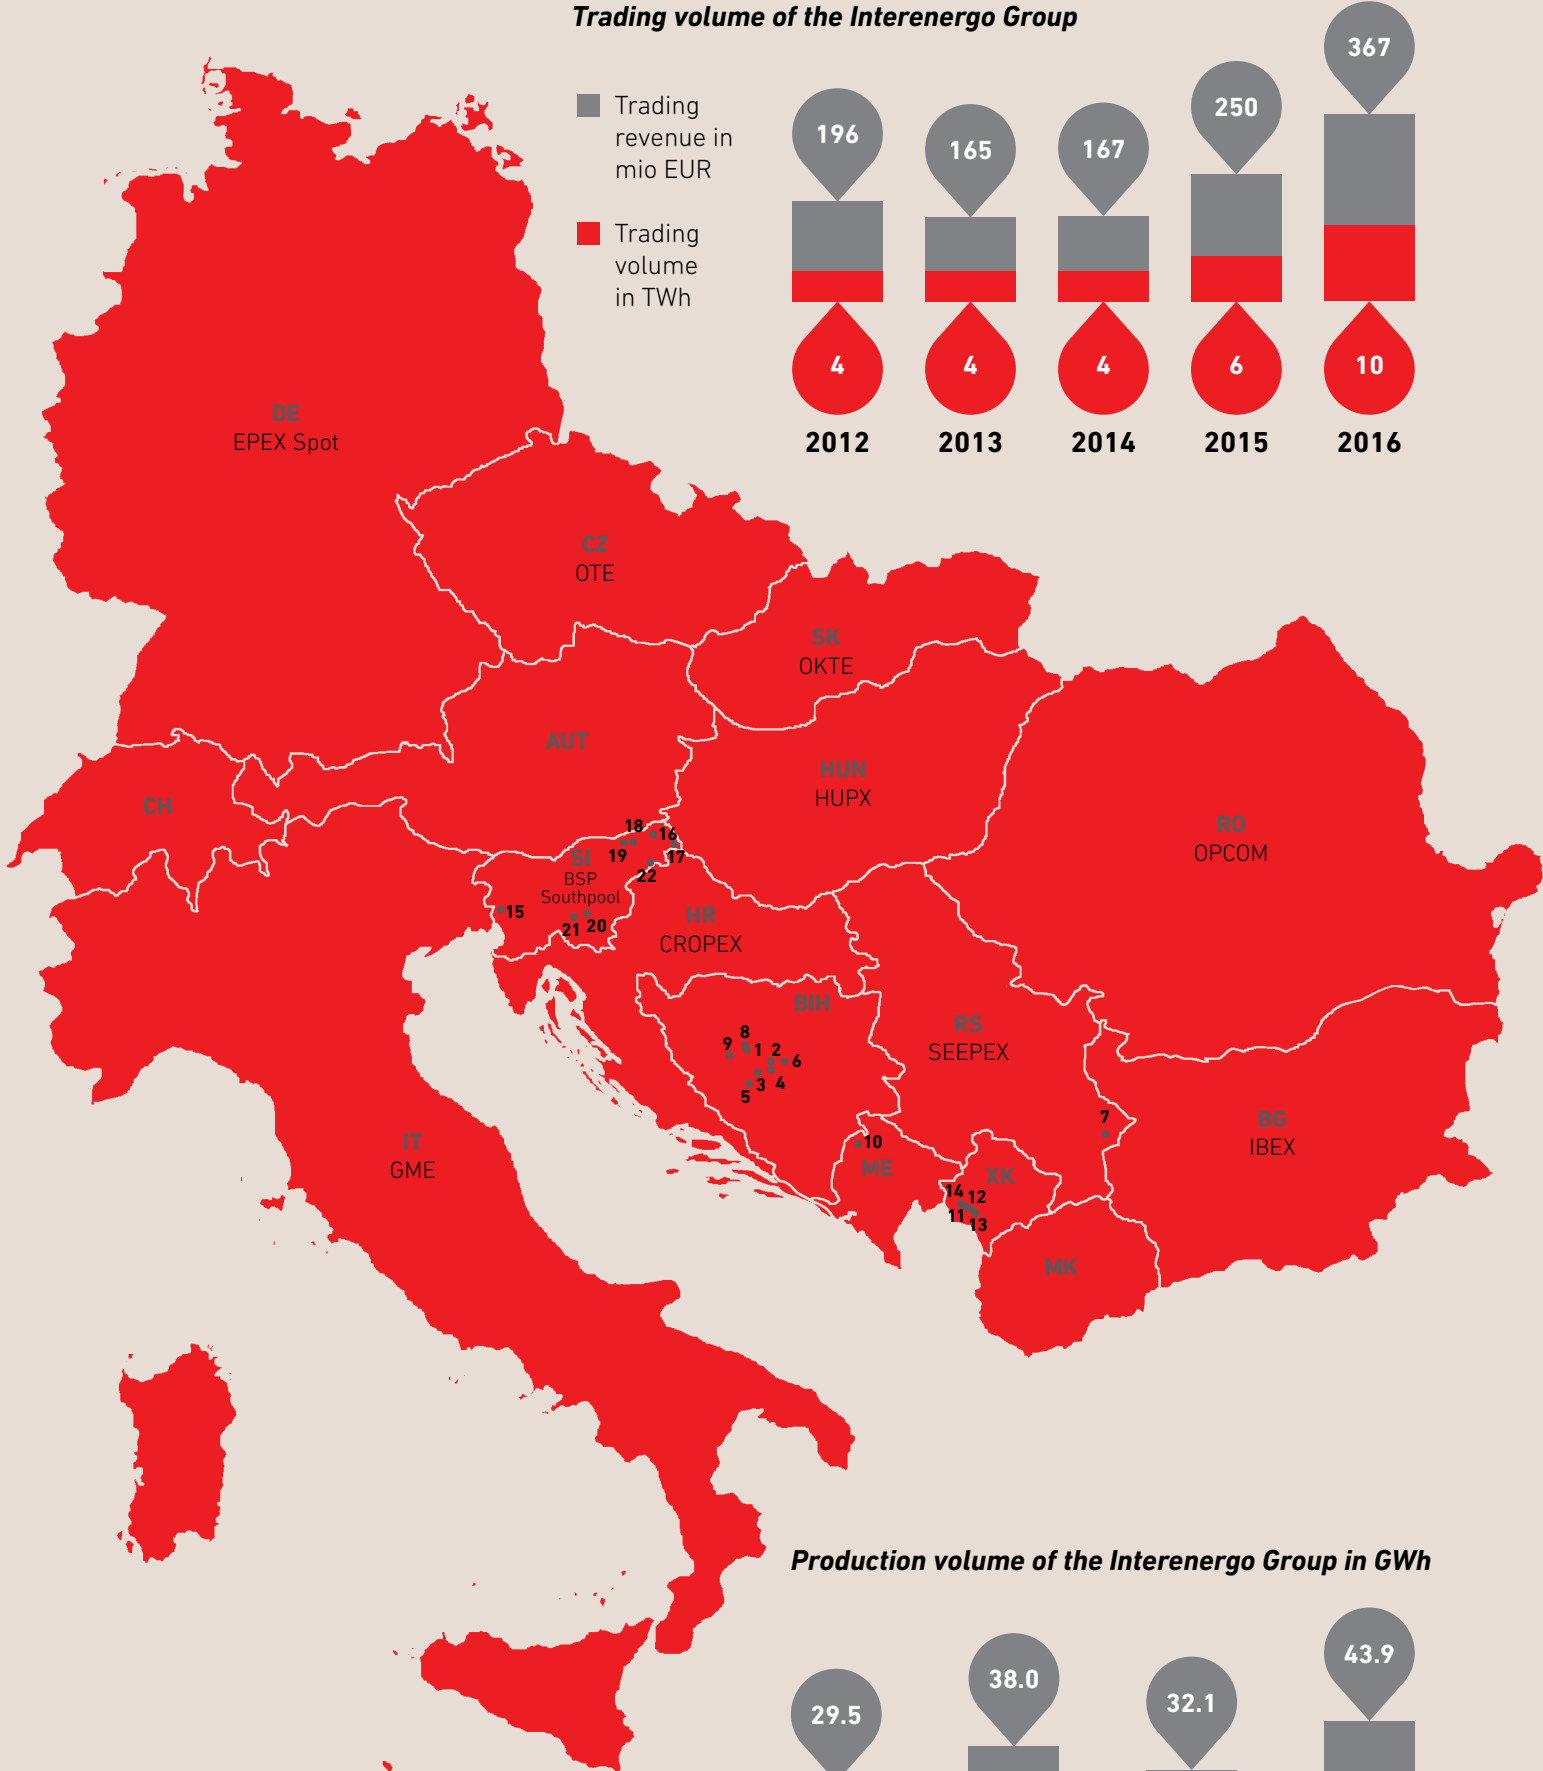 Trading volume of the Interenergo Group
Trading
revenue in
mio EUR
Trading
volume
in TWh
196
165
167
250
367
4
4
4
6
10
2012
2013
2014
2015
2016
DE
EPEX Spot
CZ
OTE
SK
OKTE
AUT
HUN
HUPX
CH
RO
OPCOM
18
16
19
17
SI
22
BSP
Southpool
15
21
20
HR
CROPEX
BIH
8
9
1
2
6
3
4
5
RS
SEEPEX
7
BG
IBEX
IT
GME
10
ME
XK
14
12
11
13
MK
Production volume of the Interenergo Group in GWh
29.5
38.0
32.1
43.9